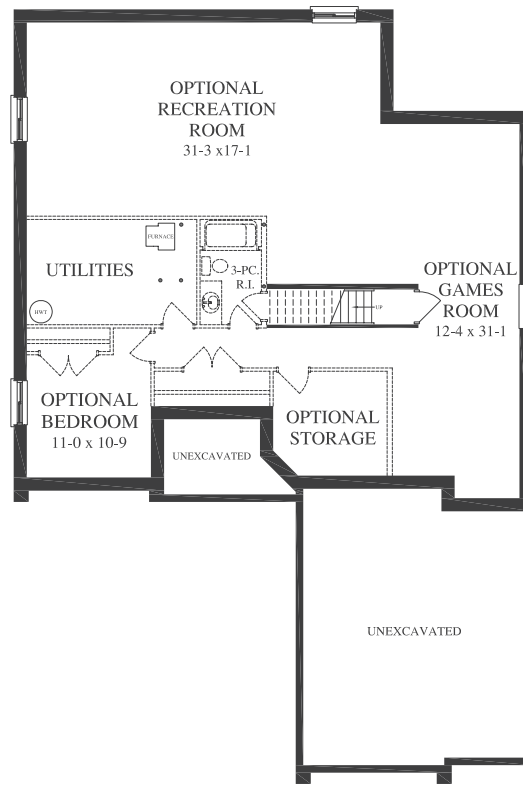 OPTIONAL
RECREATION
ROOM
31-3 x17-1
FURNACE
UTILITIES
3-PC.
R.I.
HWT
UP
OPTIONAL
GAMES
ROOM
12-4 x 31-1
OPTIONAL
BEDROOM
11-0 x 10-9
OPTIONAL
STORAGE
UNEXCAVATED
UNEXCAVATED